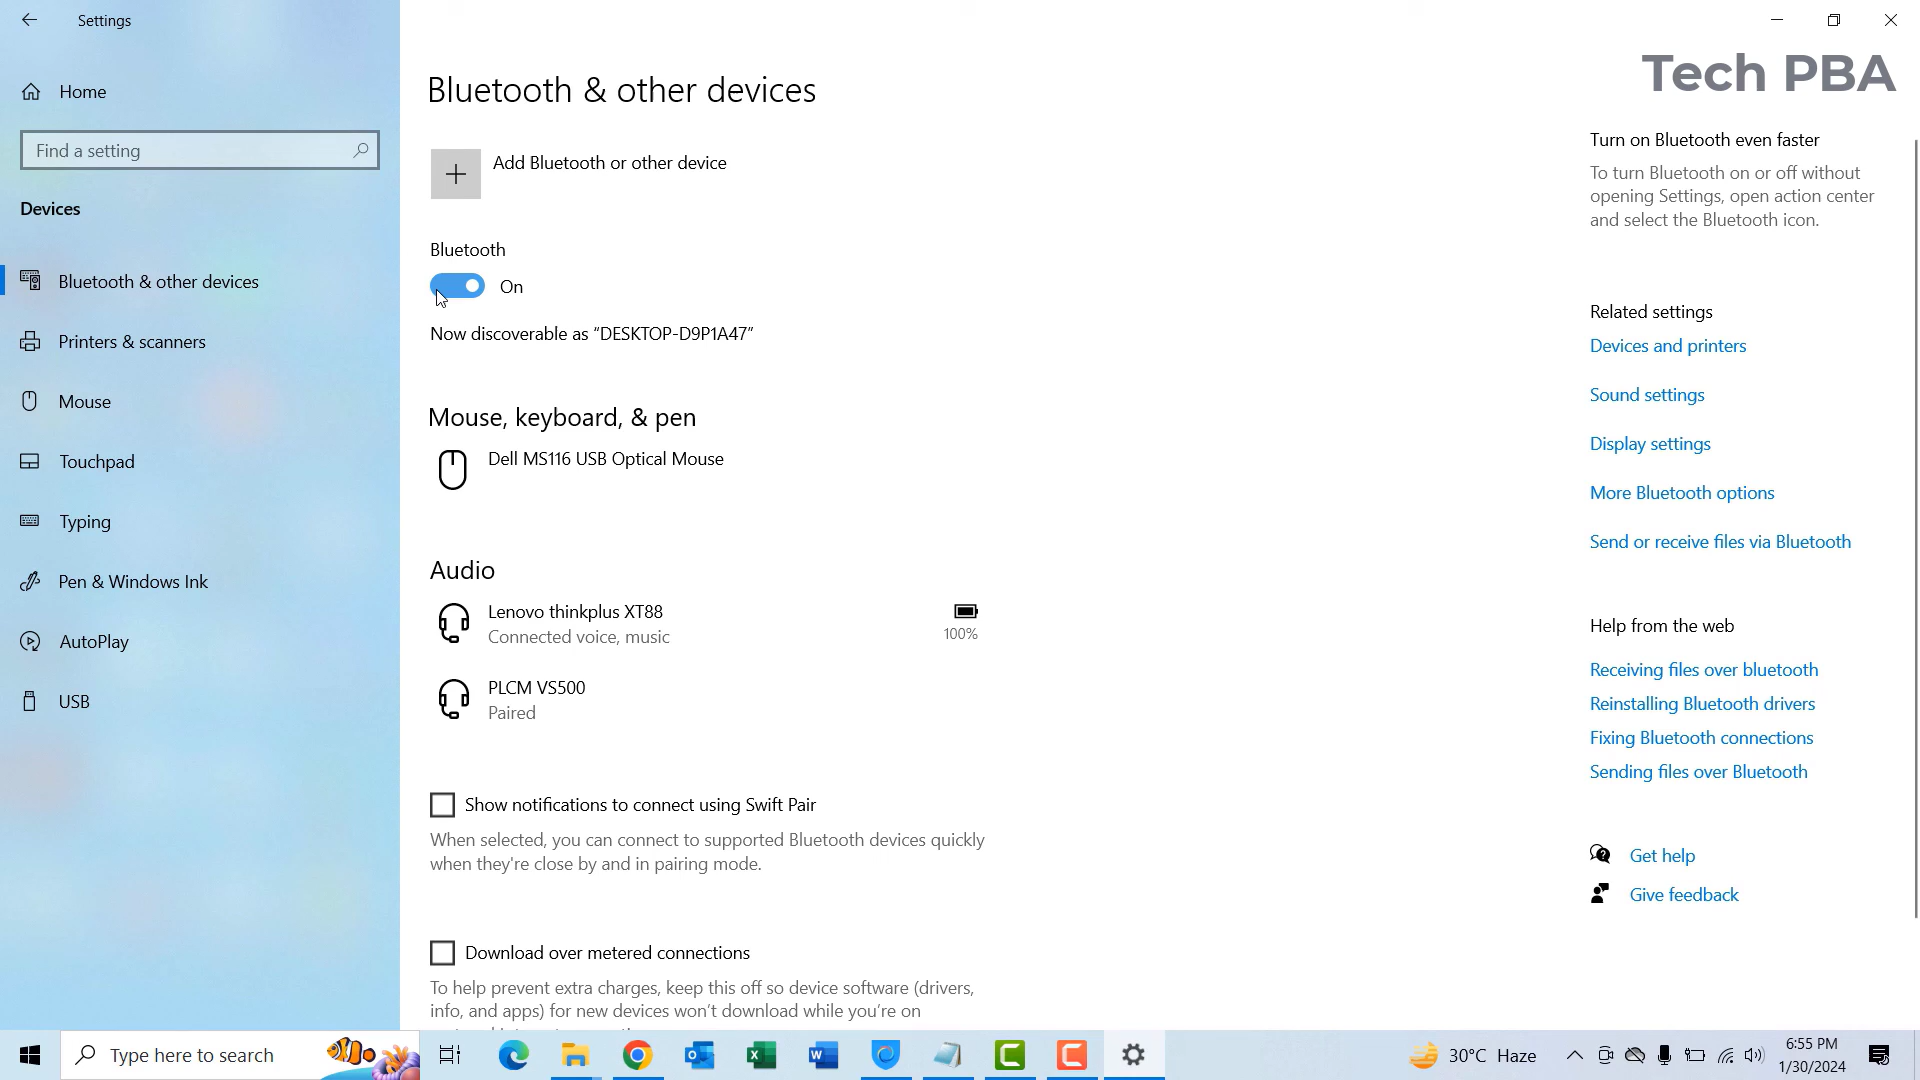 Settings
Tech PBA
Home
Find a setting
Devices
Bluetooth & other devices
Printers & scanners
Mouse
Touchpad
Typing
Pen & Windows Ink
AutoPlay
USB
Bluetooth & other devices
Add Bluetooth or other device
Bluetooth
On
Now discoverable as “DESKTOP-D9P1A47”
Mouse, keyboard, & pen
Dell MS116 USB Optical Mouse
Audio
Lenovo thinkplus XT88
Connected voice, music
100%
PLCM VS500
Paired
Show notifications to connect using Swift Pair
When selected, you can connect to supported Bluetooth devices quickly
when they're close by and in pairing mode.
Download over metered connections
To help prevent extra charges, keep this off so device software (drivers,
info, and apps) for new devices won't download while you're on
Turn on Bluetooth even faster
To turn Bluetooth on or off without
opening Settings, open action center
and select the Bluetooth icon.
Related settings
Devices and printers
Sound settings
Display settings
More Bluetooth options
Send or receive files via Bluetooth
Help from the web
Receiving files over bluetooth
Reinstalling Bluetooth drivers
Fixing Bluetooth connections
Sending files over Bluetooth
Get help
Give feedback
Type here to search
30°C Haze
6:55 PM
1/30/2024